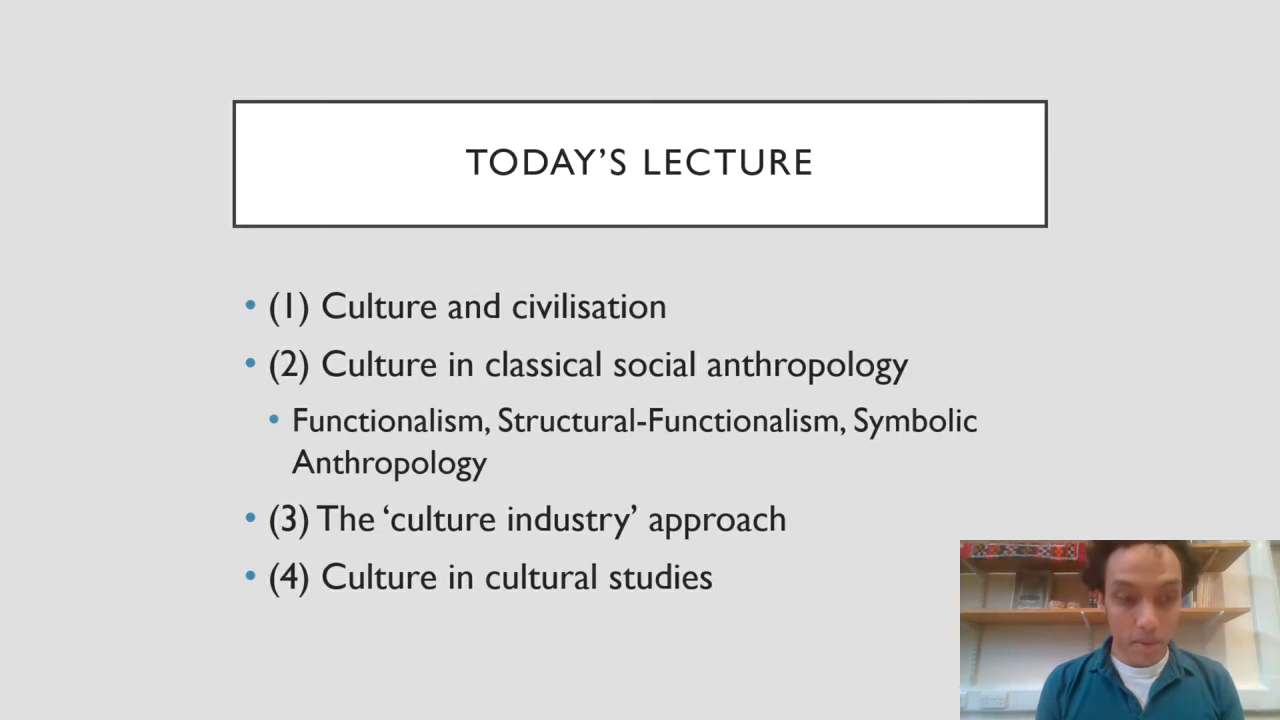 TODAY’S LECTURE
• (1) Culture and civilisation
• (2) Culture in classical social anthropology
• Functionalism, Structural-Functionalism, Symbolic
Anthropology
• (3) The ‘culture industry’ approach
• (4) Culture in cultural studies